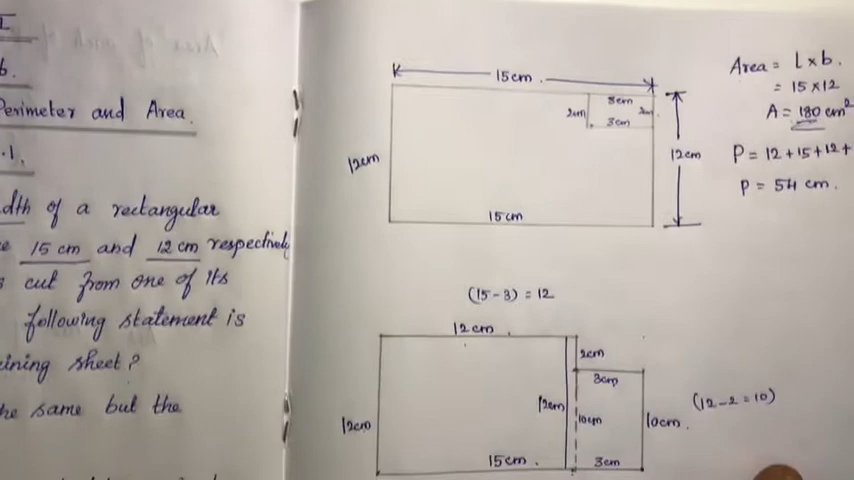 I
b.
Perimeter and Area.
.1.
dth of a rectangular
e 15 cm and 12 cm respectively
s cut from one of its
following statement is
ining sheet?
he same but the
15cm.
3cm
2cm
2cm
3cm
12cm
12cm
15cm
Area = l x b.
= 15 x 12
A = 180 cm²
P = 12 + 15 + 12 +
P = 54 cm.
(15 - 3) = 12
12cm.
2cm
3cm
12cm
12cm
10cm
10cm.
(12 - 2 = 10)
15cm.
3cm